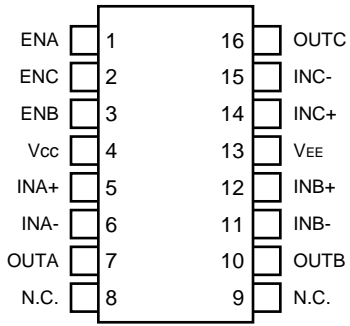 ENA 1 16 OUTC
ENC 2 15 INC-
ENB 3 14 INC+
Vcc 4 13 VEE
INA+ 5 12 INB+
INA- 6 11 INB-
OUTA 7 10 OUTB
N.C. 8 9 N.C.